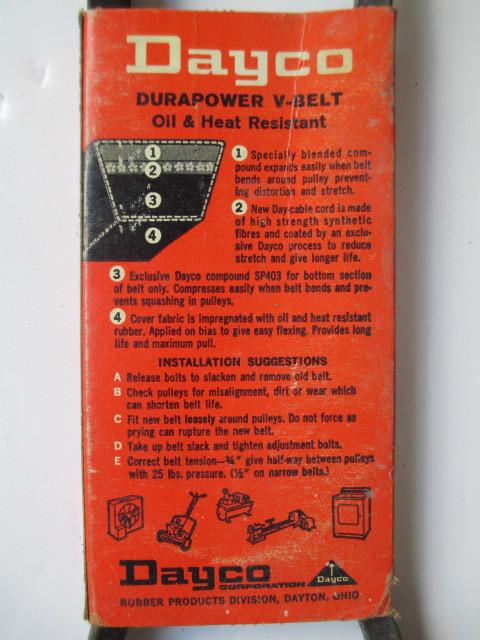 Dayco
DURAPOWER V-BELT
Oil & Heat Resistant
1
2
3
4
1 Specially blended com-
pound expands easily when belt
bends around pulley prevent-
ing distortion and stretch.
2 New Day-cable cord is made
of high strength synthetic
fibres and coated by an exclu-
sive Dayco process to reduce
stretch and give longer life.
3 Exclusive Dayco compound SP403 for bottom section
of belt only. Compresses easily when belt bends and pre-
vents squashing in pulleys.
4 Cover fabric is impregnated with oil and heat resistant
rubber. Applied on bias to give easy flexing. Provides long
life and maximum pull.
INSTALLATION SUGGESTIONS
A Release bolts to slacken and remove old belt.
B Check pulleys for misalignment, dirt or wear which
can shorten belt life.
C Fit new belt loosely around pulleys. Do not force as
prying can rupture the new belt.
D Take up belt slack and tighten adjustment bolts.
E Correct belt tension—¾" give half-way between pulleys
with 25 lbs. pressure. (½" on narrow belts.)
Dayco
CORPORATION
Dayco
RUBBER PRODUCTS DIVISION, DAYTON, OHIO